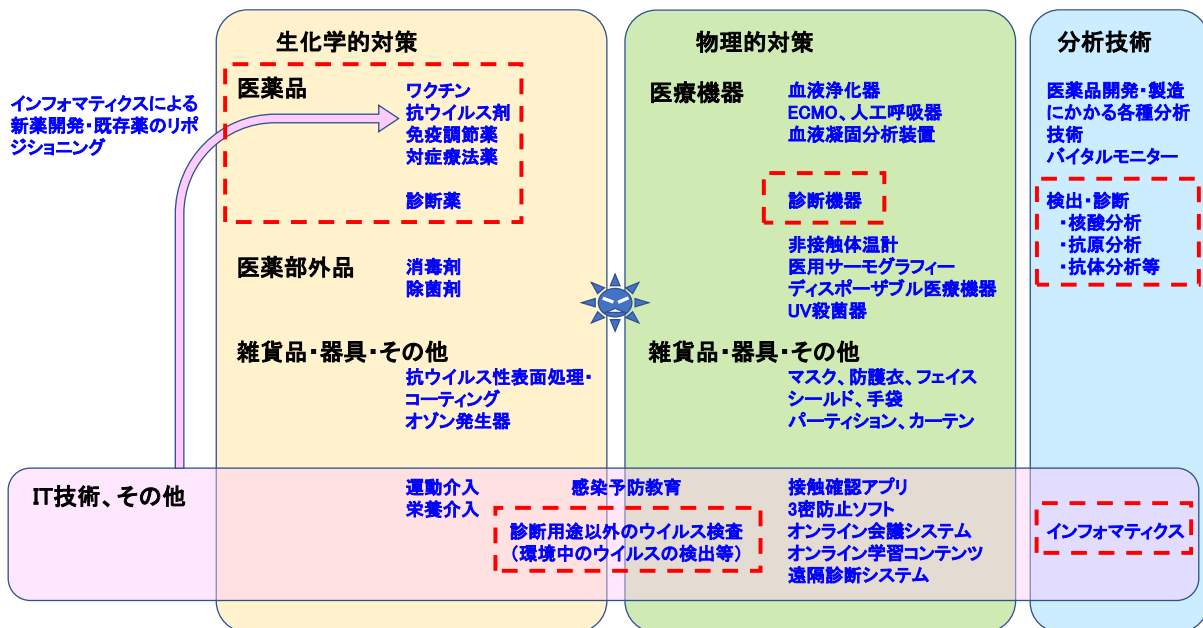 インフォマティクスによる
新薬開発・既存薬のリポ
ジショニング
生化学的対策
医薬品
ワクチン
抗ウイルス剤
免疫調節薬
対症療法薬
診断薬
医薬部外品
消毒剤
除菌剤
雑貨品・器具・その他
抗ウイルス性表面処理・
コーティング
オゾン発生器
物理的対策
医療機器
血液浄化器
ECMO、人工呼吸器
血液凝固分析装置
診断機器
非接触体温計
医用サーモグラフィー
ディスポーザブル医療機器
UV殺菌器
雑貨品・器具・その他
マスク、防護衣、フェイス
シールド、手袋
パーティション、カーテン
分析技術
医薬品開発・製造
にかかる各種分析
技術
バイタルモニター
検出・診断
・核酸分析
・抗原分析
・抗体分析等
IT技術、その他
運動介入
栄養介入
感染予防教育
診断用途以外のウイルス検査
（環境中のウイルスの検出等）
接触確認アプリ
3密防止ソフト
オンライン会議システム
オンライン学習コンテンツ
遠隔診断システム
インフォマティクス